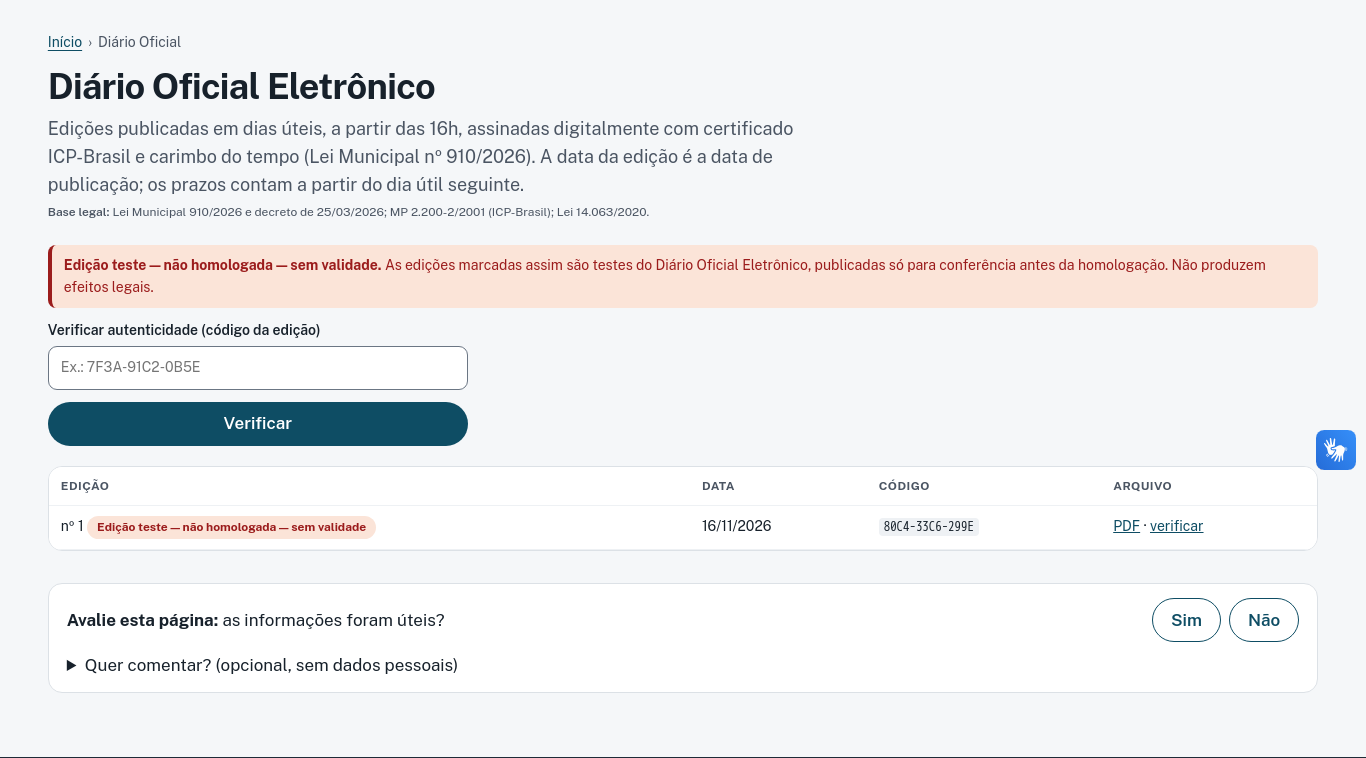 Início › Diário Oficial
Diário Oficial Eletrônico
Edições publicadas em dias úteis, a partir das 16h, assinadas digitalmente com certificado
ICP-Brasil e carimbo do tempo (Lei Municipal nº 910/2026). A data da edição é a data de
publicação; os prazos contam a partir do dia útil seguinte.
Base legal: Lei Municipal 910/2026 e decreto de 25/03/2026; MP 2.200-2/2001 (ICP-Brasil); Lei 14.063/2020.
Edição teste — não homologada — sem validade. As edições marcadas assim são testes do Diário Oficial Eletrônico, publicadas só para conferência antes da homologação. Não produzem
efeitos legais.
Verificar autenticidade (código da edição)
Ex.: 7F3A-91C2-0B5E
Verificar
EDIÇÃO DATA CÓDIGO ARQUIVO
nº 1 Edição teste — não homologada — sem validade 16/11/2026 80C4-33C6-299E PDF · verificar
Avalie esta página: as informações foram úteis? Sim Não
Quer comentar? (opcional, sem dados pessoais)